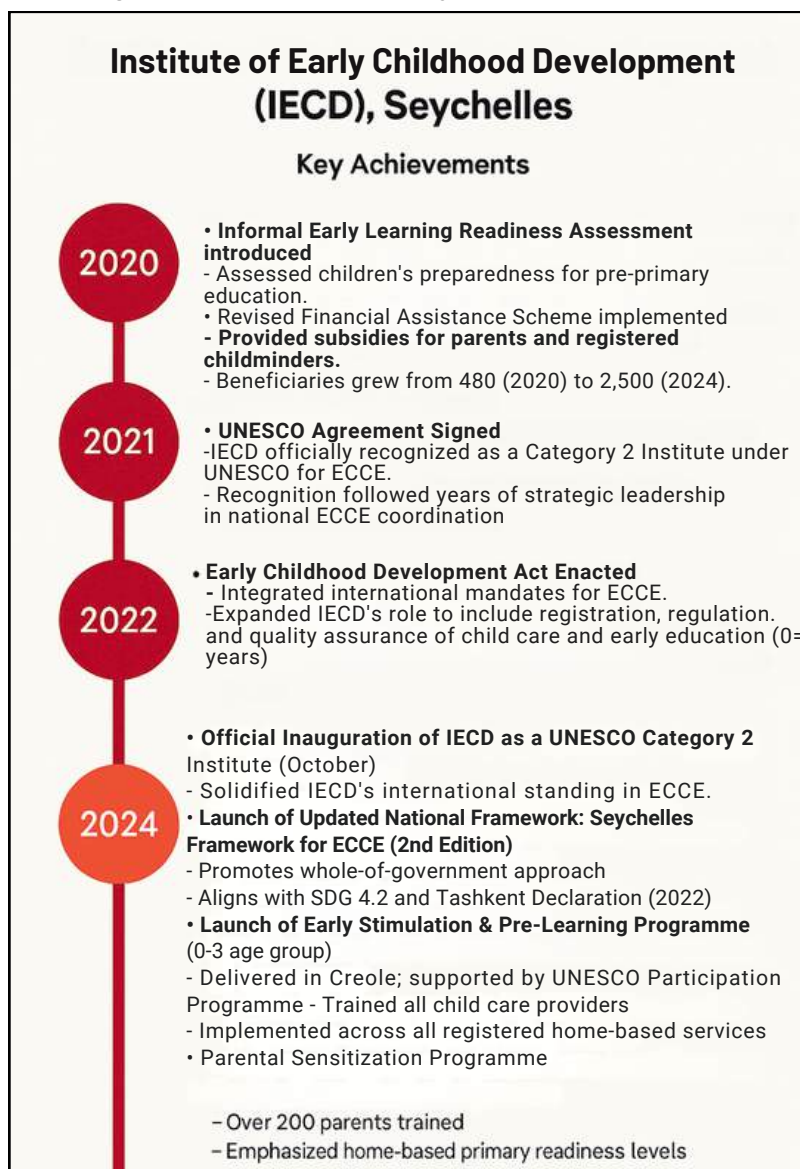 Institute of Early Childhood Development
(IECD), Seychelles
Key Achievements
2020
• Informal Early Learning Readiness Assessment
introduced
- Assessed children's preparedness for pre-primary
education.
• Revised Financial Assistance Scheme implemented
- Provided subsidies for parents and registered
childminders.
- Beneficiaries grew from 480 (2020) to 2,500 (2024).
2021
• UNESCO Agreement Signed
-IECD officially recognized as a Category 2 Institute under
UNESCO for ECCE.
- Recognition followed years of strategic leadership
in national ECCE coordination
2022
• Early Childhood Development Act Enacted
- Integrated international mandates for ECCE.
-Expanded IECD's role to include registration, regulation.
and quality assurance of child care and early education (0=
years)
2024
• Official Inauguration of IECD as a UNESCO Category 2
Institute (October)
- Solidified IECD's international standing in ECCE.
• Launch of Updated National Framework: Seychelles
Framework for ECCE (2nd Edition)
- Promotes whole-of-government approach
- Aligns with SDG 4.2 and Tashkent Declaration (2022)
• Launch of Early Stimulation & Pre-Learning Programme
(0-3 age group)
- Delivered in Creole; supported by UNESCO Participation
Programme - Trained all child care providers
- Implemented across all registered home-based services
• Parental Sensitization Programme
– Over 200 parents trained
– Emphasized home-based primary readiness levels